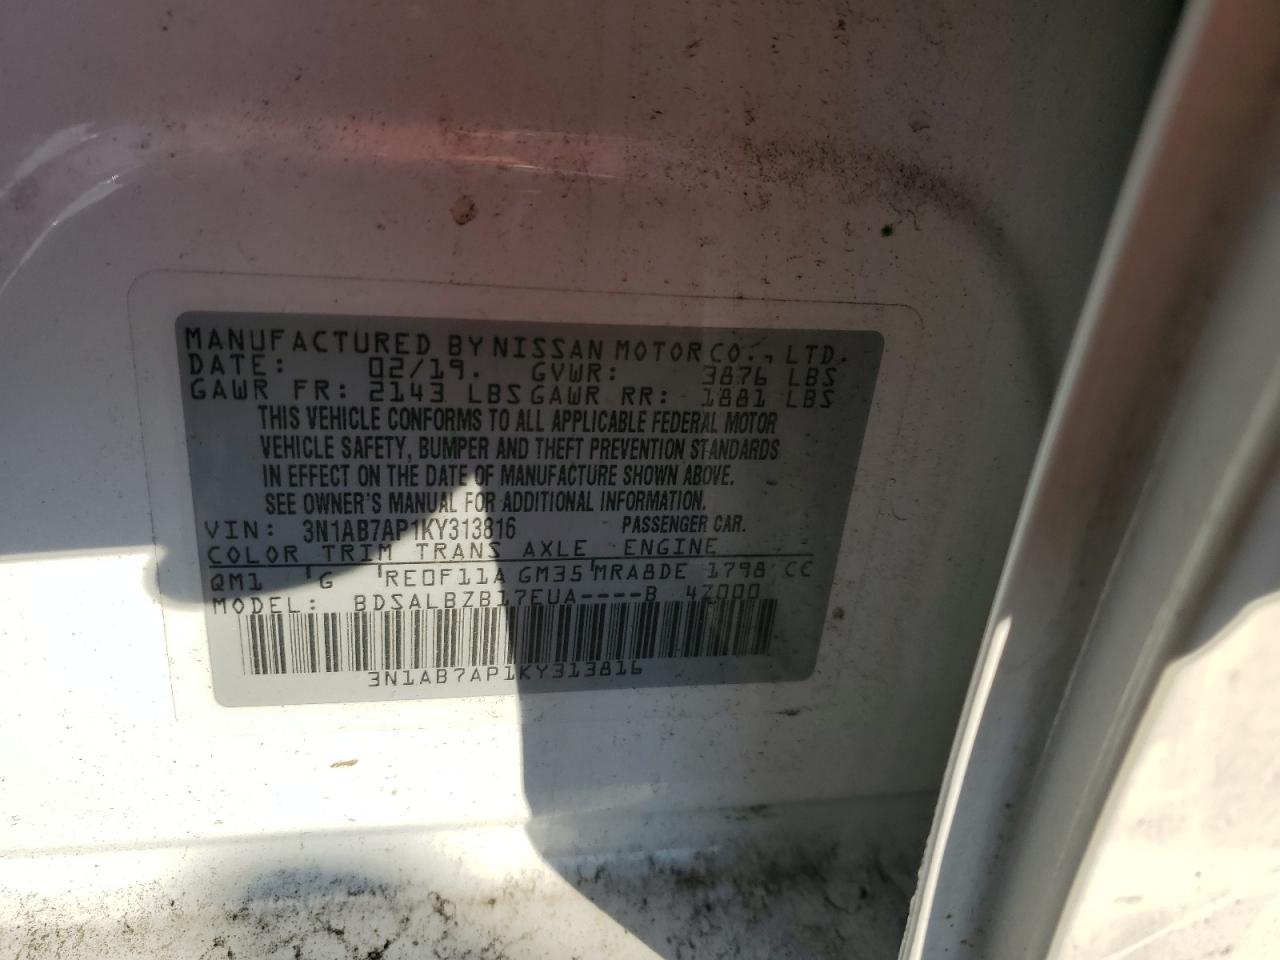 MANUFACTURED BY NISSAN MOTOR CO., LTD.
DATE: 02/19. GVWR: 3876 LBS
GAWR FR: 2143 LBS GAWR RR: 1881 LBS
THIS VEHICLE CONFORMS TO ALL APPLICABLE FEDERAL MOTOR
VEHICLE SAFETY, BUMPER AND THEFT PREVENTION STANDARDS
IN EFFECT ON THE DATE OF MANUFACTURE SHOWN ABOVE.
SEE OWNER'S MANUAL FOR ADDITIONAL INFORMATION.
VIN: 3N1AB7AP1KY313816 PASSENGER CAR.
COLOR TRIM TRANS AXLE ENGINE
QM1 G RE0F11A GM35 MRA8DE 1798 CC
MODEL: BDSALBZB17EUA----B 4Z000
3N1AB7AP1KY313816